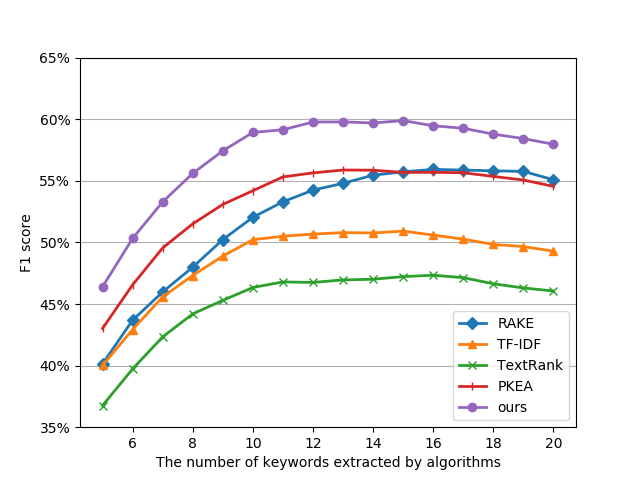 65%
60%
55%
50%
45%
40%
35%
F1 score
6
8
10
12
14
16
18
20
The number of keywords extracted by algorithms
RAKE
TF-IDF
TextRank
PKEA
ours